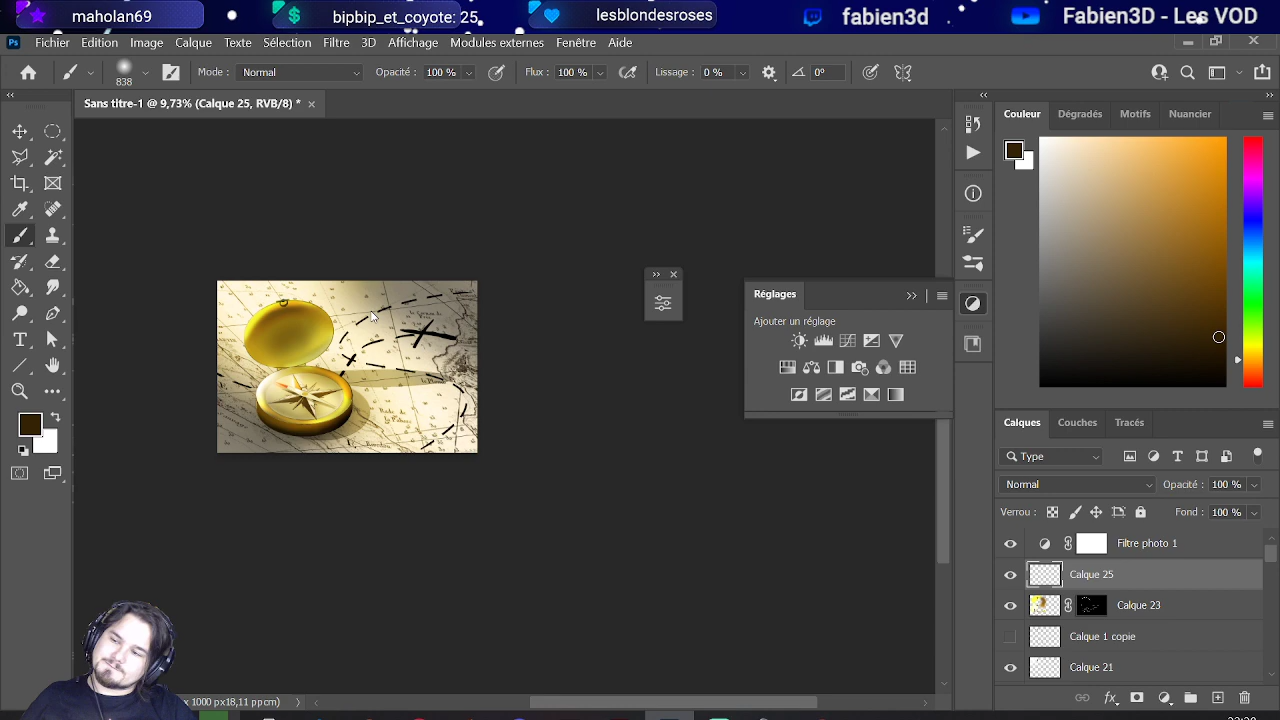 maholan69
bipbip_et_coyote: 25
lesblondesroses
fabien3d
Fabien3D - Les VOD
Ps
Fichier Edition Image Calque Texte Sélection Filtre 3D Affichage Modules externes Fenêtre Aide
838
Mode : Normal
Opacité : 100 %
Flux : 100 %
Lissage : 0 %
0°
Sans titre-1 @ 9,73% (Calque 25, RVB/8) *
Couleur Dégradés Motifs Nuancier
Réglages
Ajouter un réglage
Calques Couches Tracés
Type
Normal
Opacité : 100 %
Verrou :
Fond : 100 %
Filtre photo 1
Calque 25
fx
Calque 23
Calque 1 copie
Calque 21
x 1000 px18,11 ppcm)